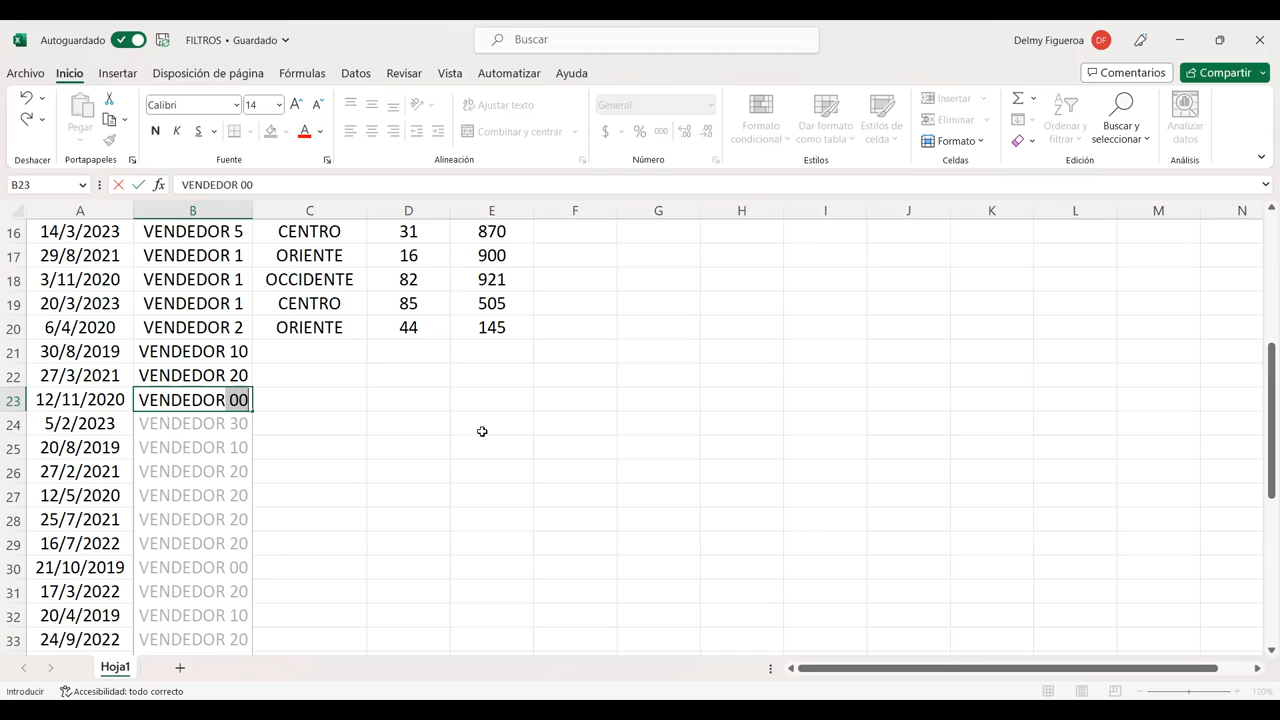 Autoguardado
FILTROS • Guardado
Buscar
Delmy Figueroa DF
Archivo Inicio Insertar Disposición de página Fórmulas Datos Revisar Vista Automatizar Ayuda
Comentarios Compartir
Pegar
Calibri 14
N K S
A
Ajustar texto
Combinar y centrar
General
$ % 000
Formato condicional
Dar formato como tabla
Estilos de celda
Insertar
Eliminar
Formato
Ordenar y filtrar
Buscar y seleccionar
Analizar datos
Deshacer Portapapeles Fuente Alineación Número Estilos Celdas Edición Análisis
B23 fx VENDEDOR 00
A B C D E F G H I J K L M N
16 14/3/2023 VENDEDOR 5 CENTRO 31 870
17 29/8/2021 VENDEDOR 1 ORIENTE 16 900
18 3/11/2020 VENDEDOR 1 OCCIDENTE 82 921
19 20/3/2023 VENDEDOR 1 CENTRO 85 505
20 6/4/2020 VENDEDOR 2 ORIENTE 44 145
21 30/8/2019 VENDEDOR 10
22 27/3/2021 VENDEDOR 20
23 12/11/2020 VENDEDOR 00
24 5/2/2023 VENDEDOR 30
25 20/8/2019 VENDEDOR 10
26 27/2/2021 VENDEDOR 20
27 12/5/2020 VENDEDOR 20
28 25/7/2021 VENDEDOR 20
29 16/7/2022 VENDEDOR 20
30 21/10/2019 VENDEDOR 00
31 17/3/2022 VENDEDOR 20
32 20/4/2019 VENDEDOR 10
33 24/9/2022 VENDEDOR 20
Hoja1
Introducir Accesibilidad: todo correcto 120%